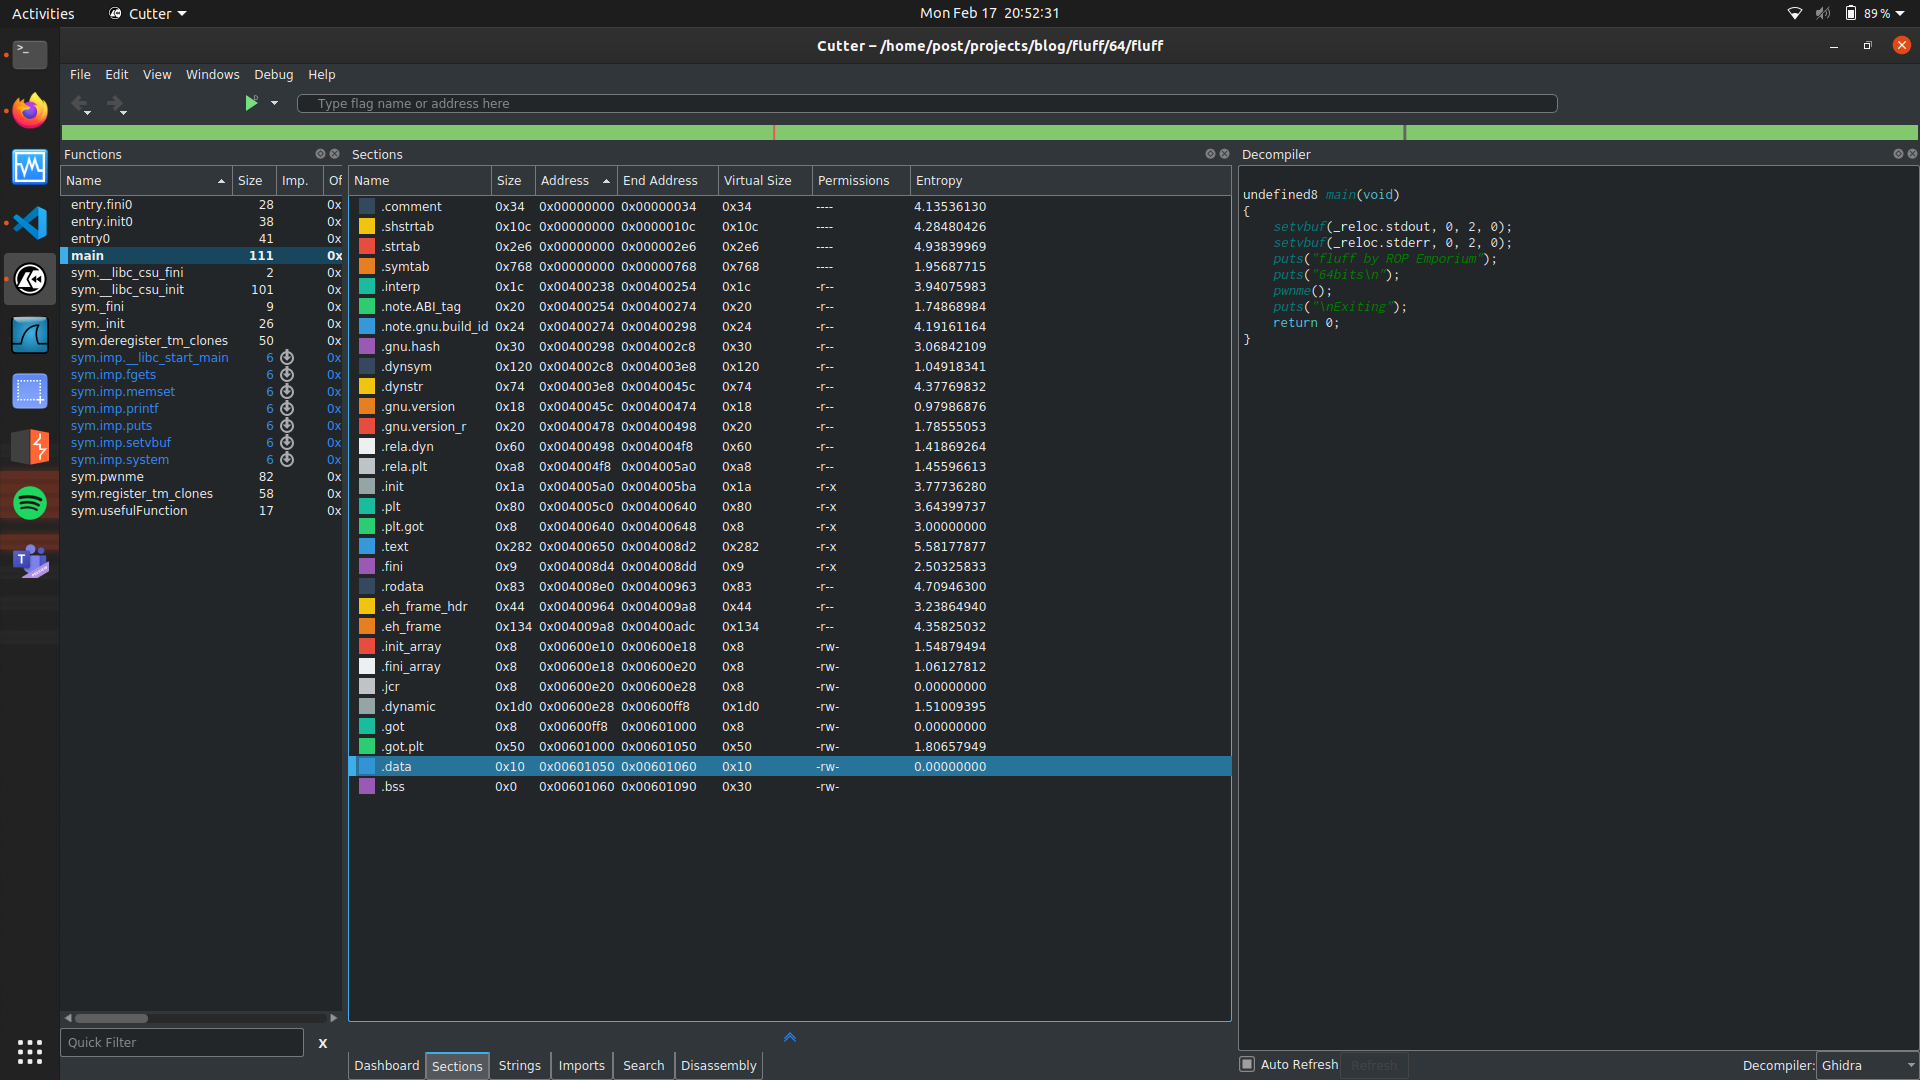 Activities Cutter Mon Feb 17 20:52:31 89 %
Cutter – /home/post/projects/blog/fluff/64/fluff
File Edit View Windows Debug Help
Type flag name or address here
Functions
Name Size Imp. Of
entry.fini0 28 0x
entry.init0 38 0x
entry0 41 0x
main 111 0x
sym.__libc_csu_fini 2 0x
sym.__libc_csu_init 101 0x
sym._fini 9 0x
sym._init 26 0x
sym.deregister_tm_clones 50 0x
sym.imp.__libc_start_main 6 0x
sym.imp.fgets 6 0x
sym.imp.memset 6 0x
sym.imp.printf 6 0x
sym.imp.puts 6 0x
sym.imp.setvbuf 6 0x
sym.imp.system 6 0x
sym.pwnme 82 0x
sym.register_tm_clones 58 0x
sym.usefulFunction 17 0x
Quick Filter X
Sections
Name Size Address End Address Virtual Size Permissions Entropy
.comment 0x34 0x00000000 0x00000034 0x34 ---- 4.13536130
.shstrtab 0x10c 0x00000000 0x0000010c 0x10c ---- 4.28480426
.strtab 0x2e6 0x00000000 0x000002e6 0x2e6 ---- 4.93839969
.symtab 0x768 0x00000000 0x00000768 0x768 ---- 1.95687715
.interp 0x1c 0x00400238 0x00400254 0x1c -r-- 3.94075983
.note.ABI_tag 0x20 0x00400254 0x00400274 0x20 -r-- 1.74868984
.note.gnu.build_id 0x24 0x00400274 0x00400298 0x24 -r-- 4.19161164
.gnu.hash 0x30 0x00400298 0x004002c8 0x30 -r-- 3.06842109
.dynsym 0x120 0x004002c8 0x004003e8 0x120 -r-- 1.04918341
.dynstr 0x74 0x004003e8 0x0040045c 0x74 -r-- 4.37769832
.gnu.version 0x18 0x0040045c 0x00400474 0x18 -r-- 0.97986876
.gnu.version_r 0x20 0x00400478 0x00400498 0x20 -r-- 1.78555053
.rela.dyn 0x60 0x00400498 0x004004f8 0x60 -r-- 1.41869264
.rela.plt 0xa8 0x004004f8 0x004005a0 0xa8 -r-- 1.45596613
.init 0x1a 0x004005a0 0x004005ba 0x1a -r-x 3.77736280
.plt 0x80 0x004005c0 0x00400640 0x80 -r-x 3.64399737
.plt.got 0x8 0x00400640 0x00400648 0x8 -r-x 3.00000000
.text 0x282 0x00400650 0x004008d2 0x282 -r-x 5.58177877
.fini 0x9 0x004008d4 0x004008dd 0x9 -r-x 2.50325833
.rodata 0x83 0x004008e0 0x00400963 0x83 -r-- 4.70946300
.eh_frame_hdr 0x44 0x00400964 0x004009a8 0x44 -r-- 3.23864940
.eh_frame 0x134 0x004009a8 0x00400adc 0x134 -r-- 4.35825032
.init_array 0x8 0x00600e10 0x00600e18 0x8 -rw- 1.54879494
.fini_array 0x8 0x00600e18 0x00600e20 0x8 -rw- 1.06127812
.jcr 0x8 0x00600e20 0x00600e28 0x8 -rw- 0.00000000
.dynamic 0x1d0 0x00600e28 0x00600ff8 0x1d0 -rw- 1.51009395
.got 0x8 0x00600ff8 0x00601000 0x8 -rw- 0.00000000
.got.plt 0x50 0x00601000 0x00601050 0x50 -rw- 1.80657949
.data 0x10 0x00601050 0x00601060 0x10 -rw- 0.00000000
.bss 0x0 0x00601060 0x00601090 0x30 -rw-
Dashboard Sections Strings Imports Search Disassembly
Decompiler
undefined8 main(void)
{
setvbuf(_reloc.stdout, 0, 2, 0);
setvbuf(_reloc.stderr, 0, 2, 0);
puts("fluff by ROP Emporium");
puts("64bits\n");
pwnme();
puts("\nExiting");
return 0;
}
Auto Refresh Refresh Decompiler: Ghidra